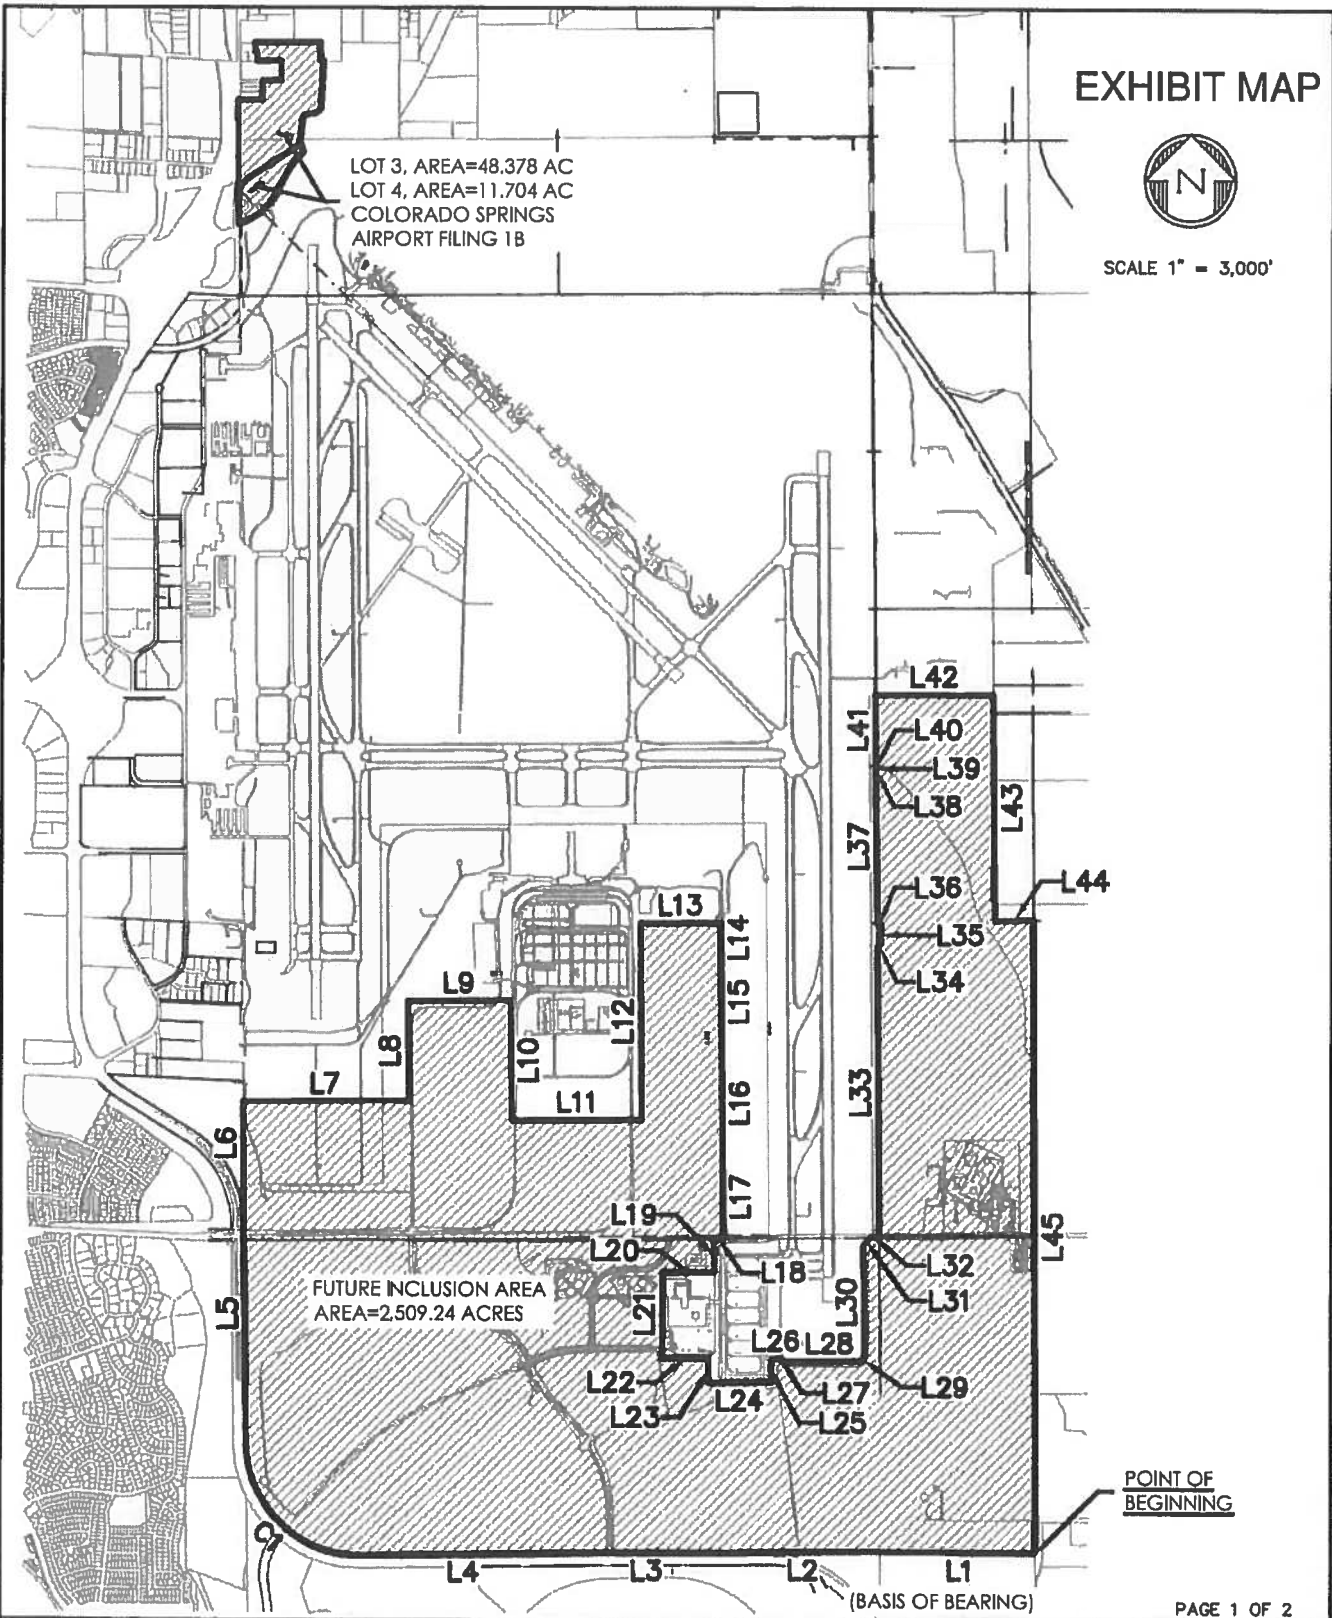 EXHIBIT MAP
N
SCALE 1" = 3,000'
LOT 3, AREA=48.378 AC
LOT 4, AREA=11.704 AC
COLORADO SPRINGS
AIRPORT FILING 1B
L42
L41
L40
L39
L38
L43
L37
L36
L44
L13
L14
L35
L34
L9
L15
L12
L8
L10
L7
L11
L16
L33
L6
L17
L19
L45
L20
L18
L32
L31
FUTURE INCLUSION AREA
AREA=2,509.24 ACRES
L5
L21
L30
L26
L28
L22
L27
L29
L24
L23
L25
POINT OF
BEGINNING
C1
L4
L3
L2
L1
(BASIS OF BEARING)
PAGE 1 OF 2